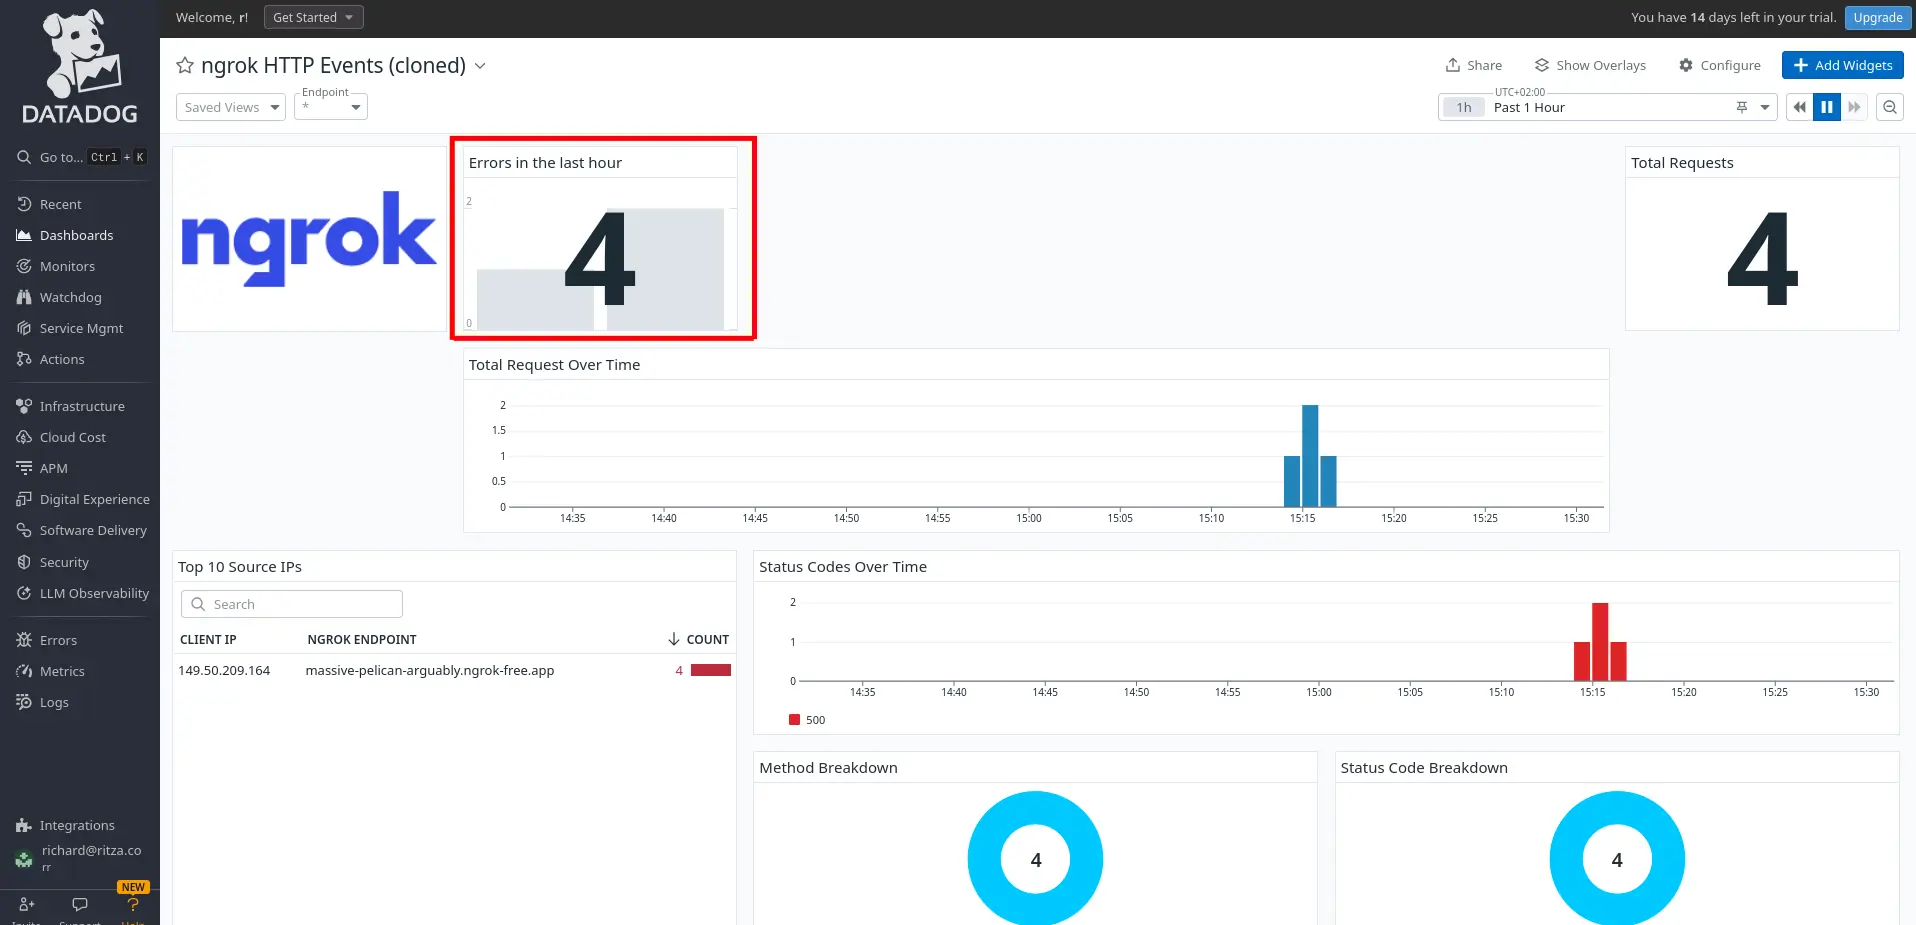 Welcome, r!
Get Started
You have 14 days left in your trial.
Upgrade
DATADOG
Go to... Ctrl + K
Recent
Dashboards
Monitors
Watchdog
Service Mgmt
Actions
Infrastructure
Cloud Cost
APM
Digital Experience
Software Delivery
Security
LLM Observability
Errors
Metrics
Logs
Integrations
richard@ritza.co
rr
NEW
?
ngrok HTTP Events (cloned)
Share
Show Overlays
Configure
+ Add Widgets
Saved Views
Endpoint
*
UTC+02:00
1h Past 1 Hour
ngrok
Errors in the last hour
2
4
0
Total Requests
4
Total Request Over Time
2
1.5
1
0.5
0
14:35 14:40 14:45 14:50 14:55 15:00 15:05 15:10 15:15 15:20 15:25 15:30
Top 10 Source IPs
Search
CLIENT IP NGROK ENDPOINT COUNT
149.50.209.164 massive-pelican-arguably.ngrok-free.app 4
Status Codes Over Time
2
1
0
14:35 14:40 14:45 14:50 14:55 15:00 15:05 15:10 15:15 15:20 15:25 15:30
500
Method Breakdown
4
Status Code Breakdown
4